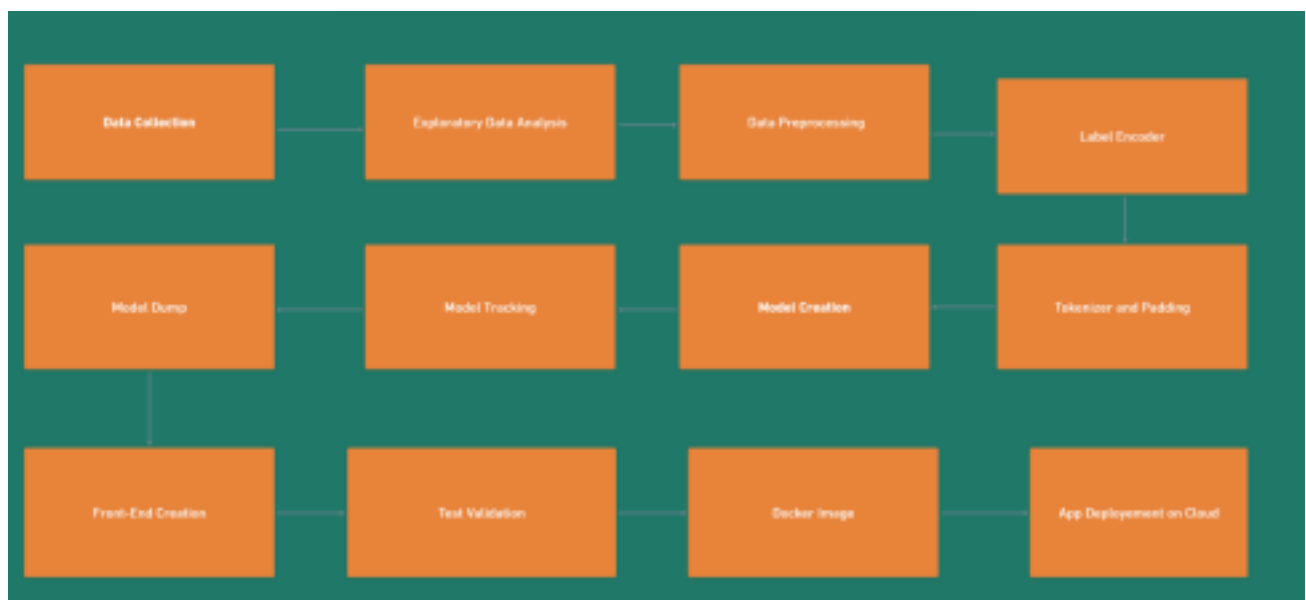 Data Collection
Exploratory Data Analysis
Data Preprocessing
Label Encoder
Model Dump
Model Tracking
Model Creation
Tokenizer and Padding
Front-End Creation
Test Validation
Docker Image
App Deployement on Cloud